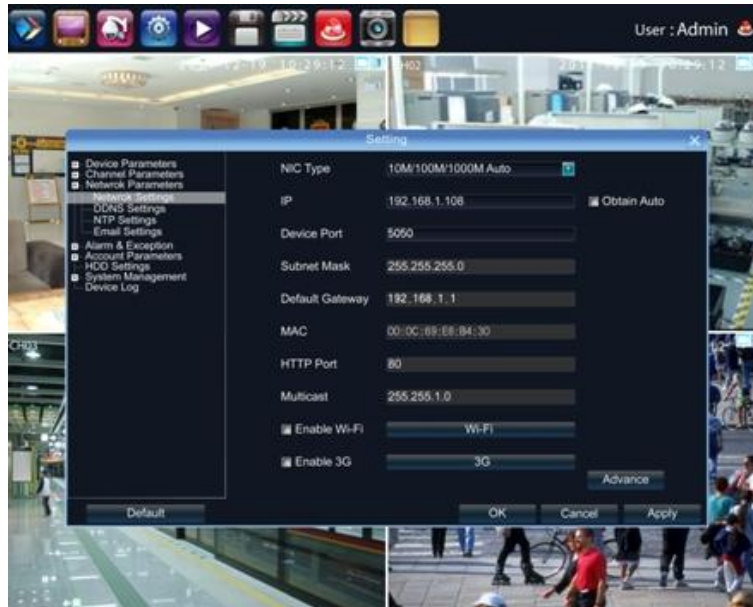 User : Admin
10:29:12
CH02
Setting
Device Parameters
Channel Parameters
Netwrok Parameters
Netwrok Settings
DDNS Settings
NTP Settings
Email Settings
Alarm & Exception
Account Parameters
HDD Settings
System Management
Device Log
NIC Type 10M/100M/1000M Auto
IP 192.168.1.108 Obtain Auto
Device Port 5050
Subnet Mask 255.255.255.0
Default Gateway 192.168.1.1
MAC 00:0C:69:E8:B4:30
HTTP Port 80
Multicast 255.255.1.0
Enable Wi-Fi Wi-Fi
Enable 3G 3G
Advance
Default OK Cancel Apply
CH03